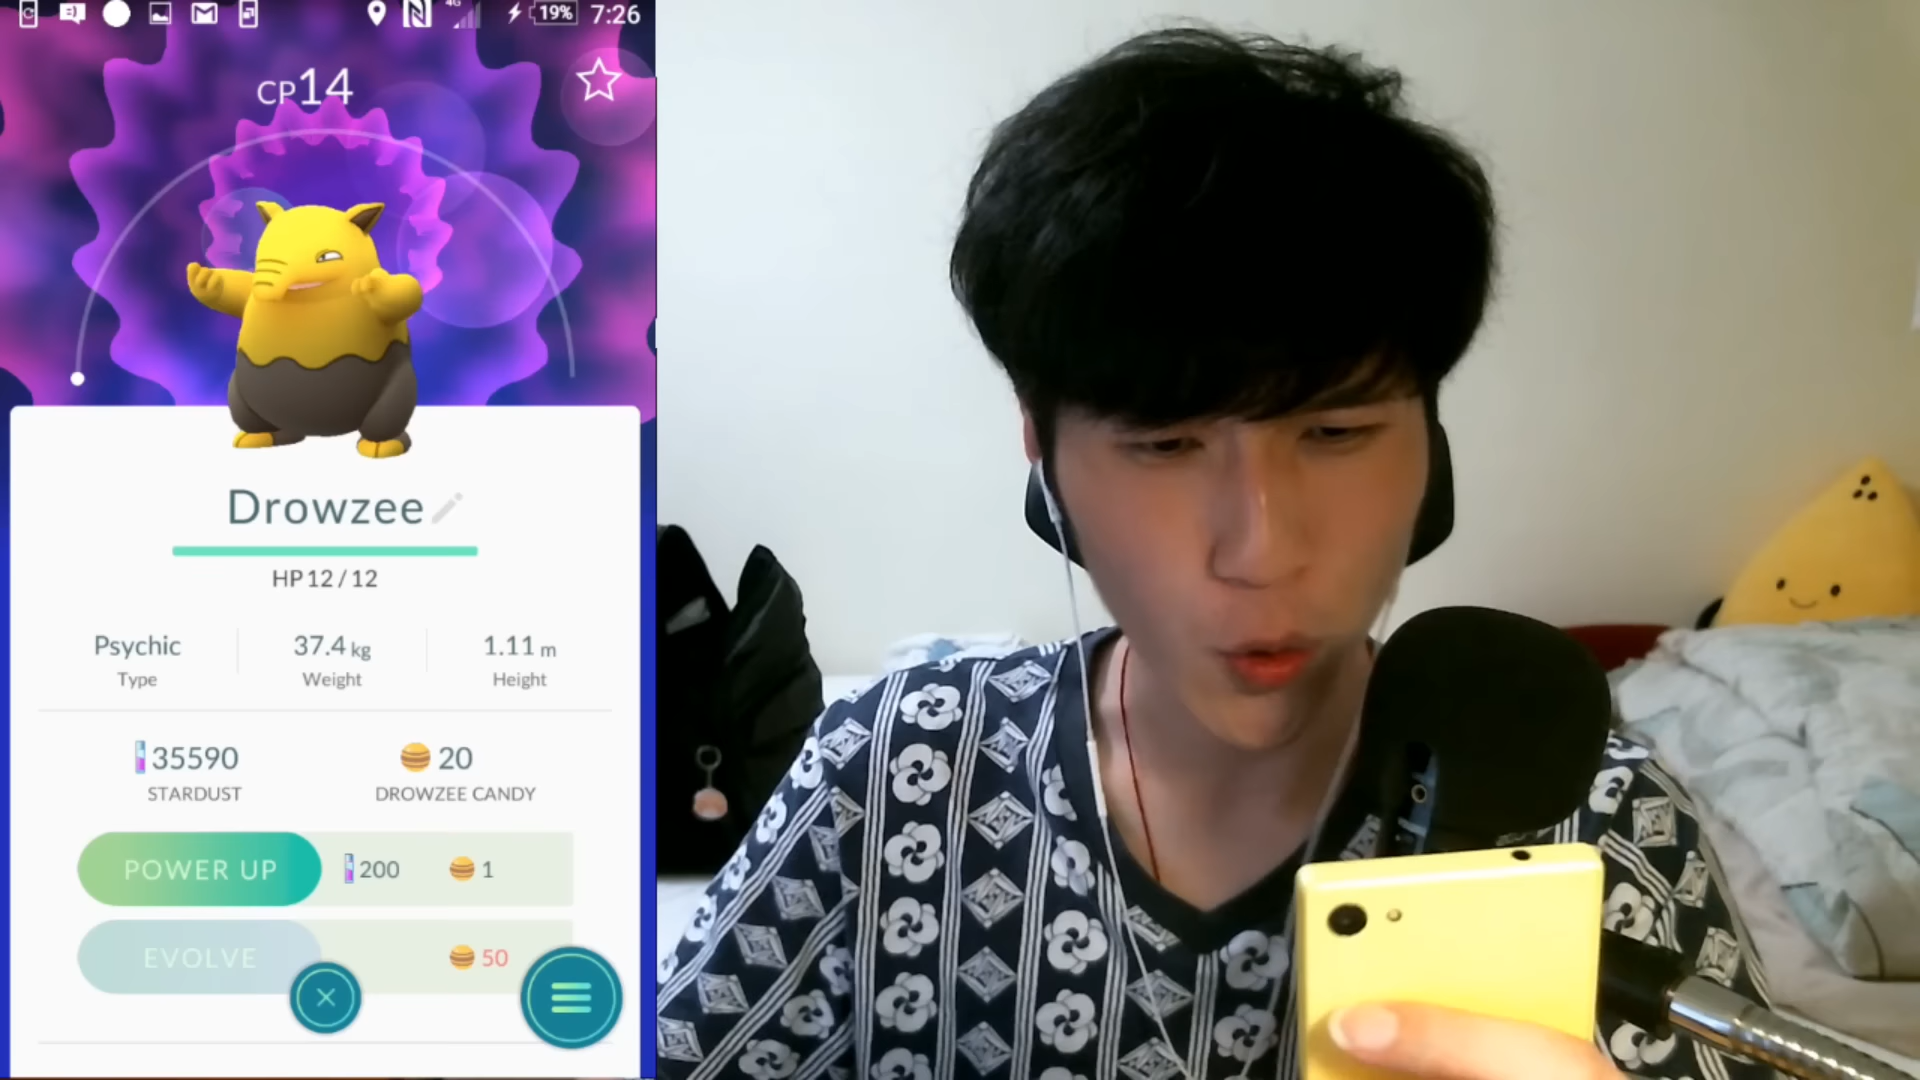 4G 19% 7:26
CP14
Drowzee
HP 12 / 12
Psychic 37.4 kg 1.11 m
Type Weight Height
35590 20
STARDUST DROWZEE CANDY
POWER UP 200 1
EVOLVE 50